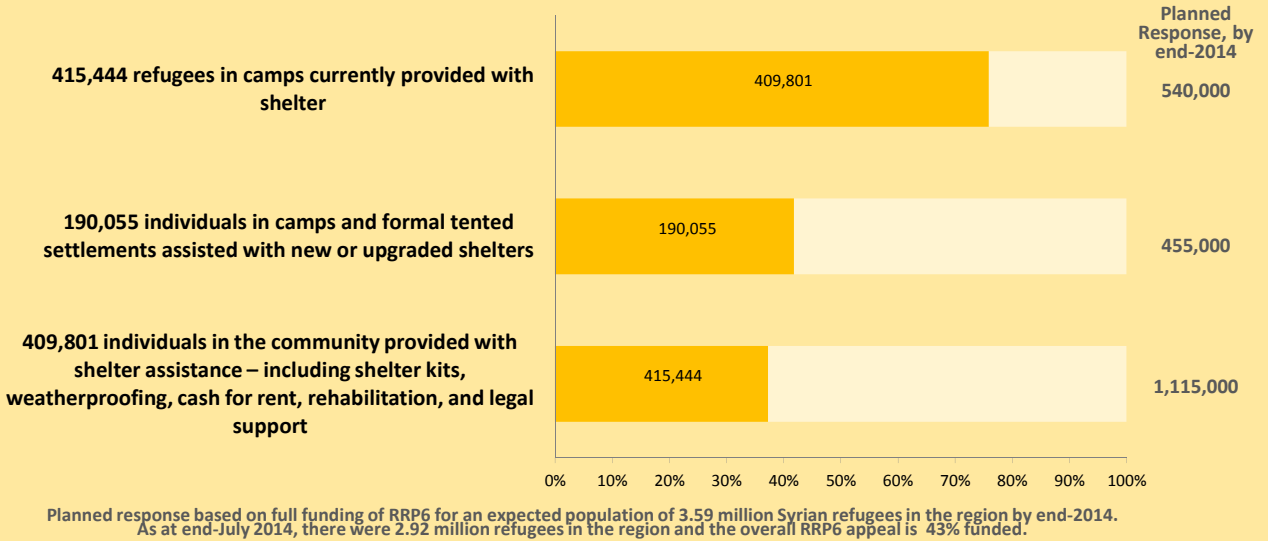 Planned
Response, by
end-2014
415,444 refugees in camps currently provided with
shelter
409,801
540,000
190,055 individuals in camps and formal tented
settlements assisted with new or upgraded shelters
190,055
455,000
409,801 individuals in the community provided with
shelter assistance – including shelter kits,
weatherproofing, cash for rent, rehabilitation, and legal
support
415,444
1,115,000
0% 10% 20% 30% 40% 50% 60% 70% 80% 90% 100%
Planned response based on full funding of RRP6 for an expected population of 3.59 million Syrian refugees in the region by end-2014.
As at end-July 2014, there were 2.92 million refugees in the region and the overall RRP6 appeal is 43% funded.